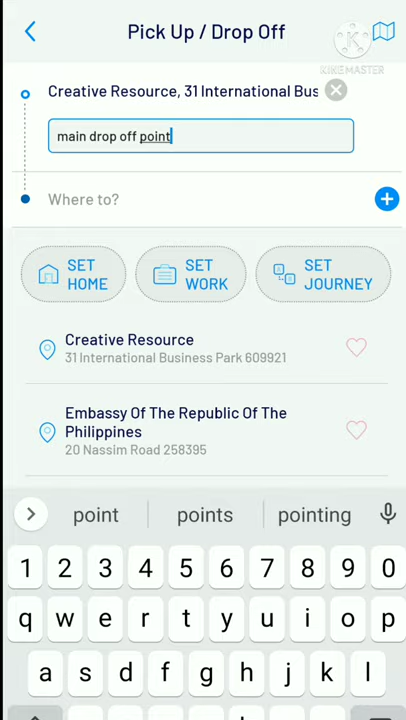 Pick Up / Drop Off
KINEMASTER
Creative Resource, 31 International Bus
main drop off point
Where to?
SET HOME
SET WORK
SET JOURNEY
Creative Resource
31 International Business Park 609921
Embassy Of The Republic Of The
Philippines
20 Nassim Road 258395
point points pointing
1 2 3 4 5 6 7 8 9 0
q w e r t y u i o p
a s d f g h j k l